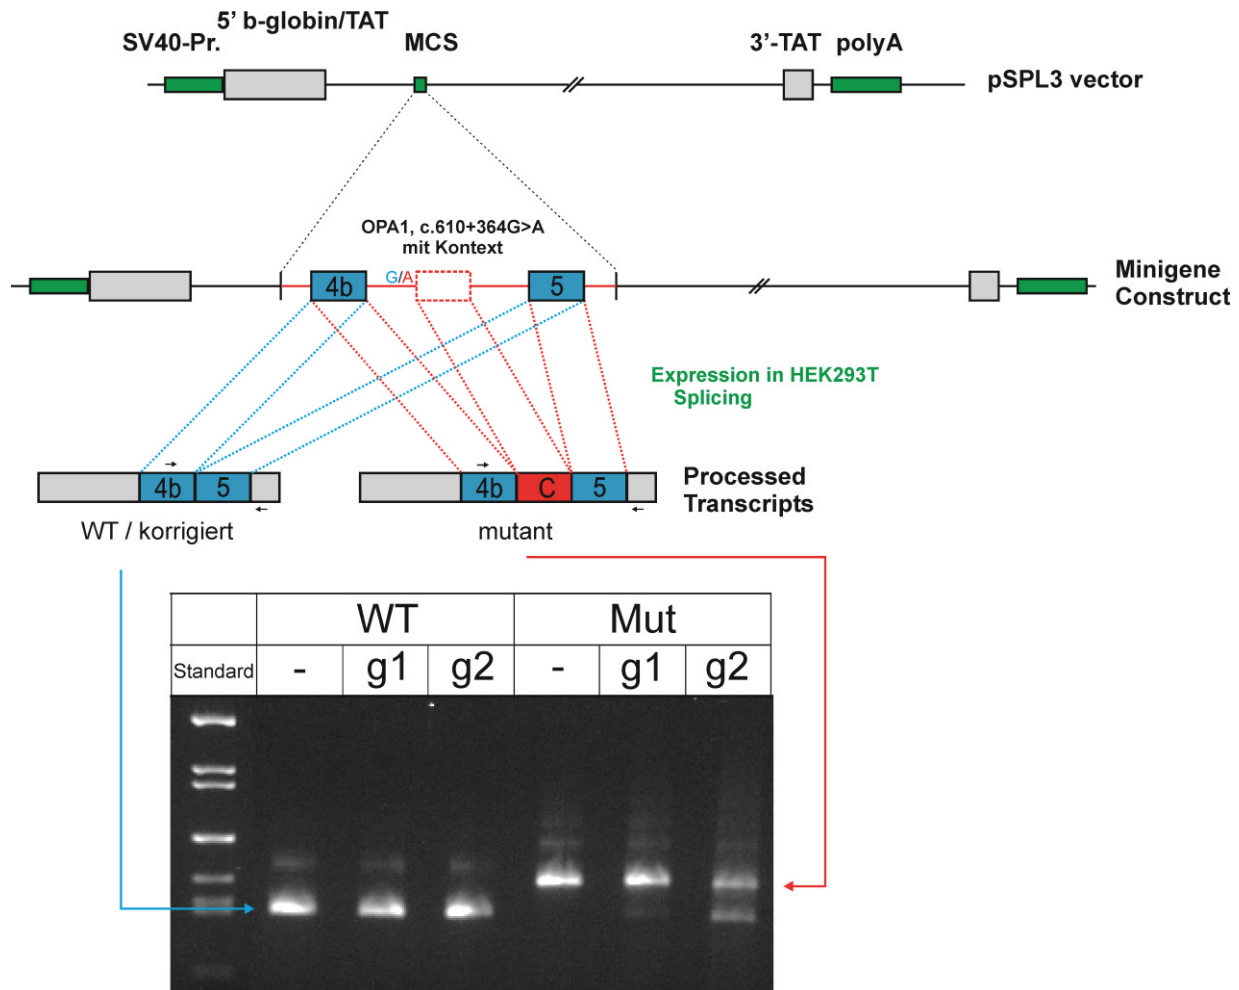 5' b-globin/TAT
SV40-Pr.
MCS
3'-TAT
polyA
pSPL3 vector
OPA1, c.610+364G>A
mit Kontext
G/A
4b
5
Minigene
Construct
Expression in HEK293T
Splicing
4b
5
4b
C
5
Processed
Transcripts
WT / korrigiert
mutant
WT
Mut
Standard
-
g1
g2
-
g1
g2